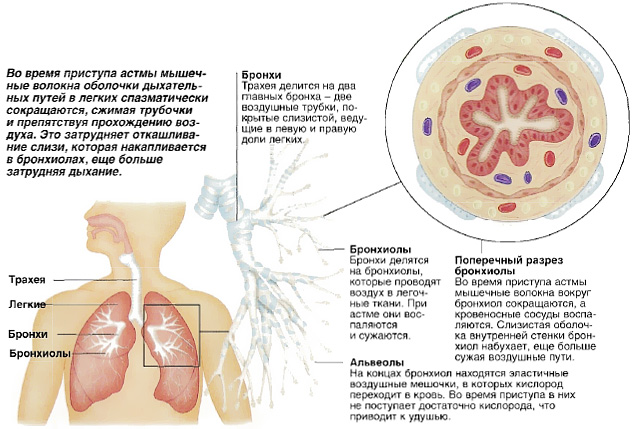 Во время приступа астмы мышеч-
ные волокна оболочки дыхатель-
ных путей в легких спазматически
сокращаются, сжимая трубочки
и препятствуя прохождению воз-
духа. Это затрудняет откашлива-
ние слизи, которая накапливается
в бронхиолах, еще больше
затрудняя дыхание.
Бронхи
Трахея делится на два
главных бронха – две
воздушные трубки, по-
крытые слизистой, веду-
щие в левую и правую
доли легких.
Трахея
Легкие
Бронхи
Бронхиолы
Бронхиолы
Бронхи делятся
на бронхиолы,
которые проводят
воздух в легоч-
ные ткани. При
астме они вос-
паляются
и сужаются.
Поперечный разрез
бронхиолы
Во время приступа астмы
мышечные волокна вокруг
бронхиол сокращаются, а
кровеносные сосуды воспа-
ляются. Слизистая оболоч-
ка внутренней стенки брон-
хиол набухает, еще больше
сужая воздушные пути.
Альвеолы
На концах бронхиол находятся эластичные
воздушные мешочки, в которых кислород
переходит в кровь. Во время приступа в них
не поступает достаточно кислорода, что
приводит к удушью.